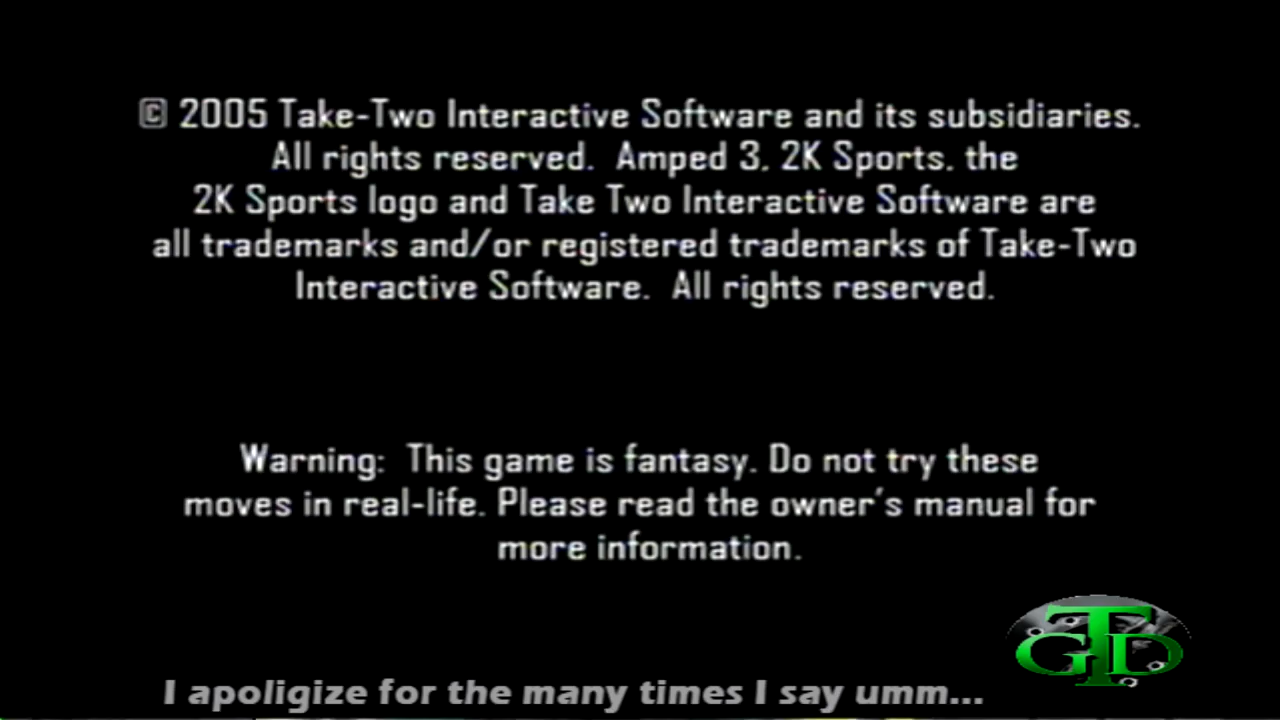 © 2005 Take-Two Interactive Software and its subsidiaries.
All rights reserved. Amped 3. 2K Sports. the
2K Sports logo and Take Two Interactive Software are
all trademarks and/or registered trademarks of Take-Two
Interactive Software. All rights reserved.
Warning: This game is fantasy. Do not try these
moves in real-life. Please read the owner's manual for
more information.
GTD
I apoligize for the many times I say umm...